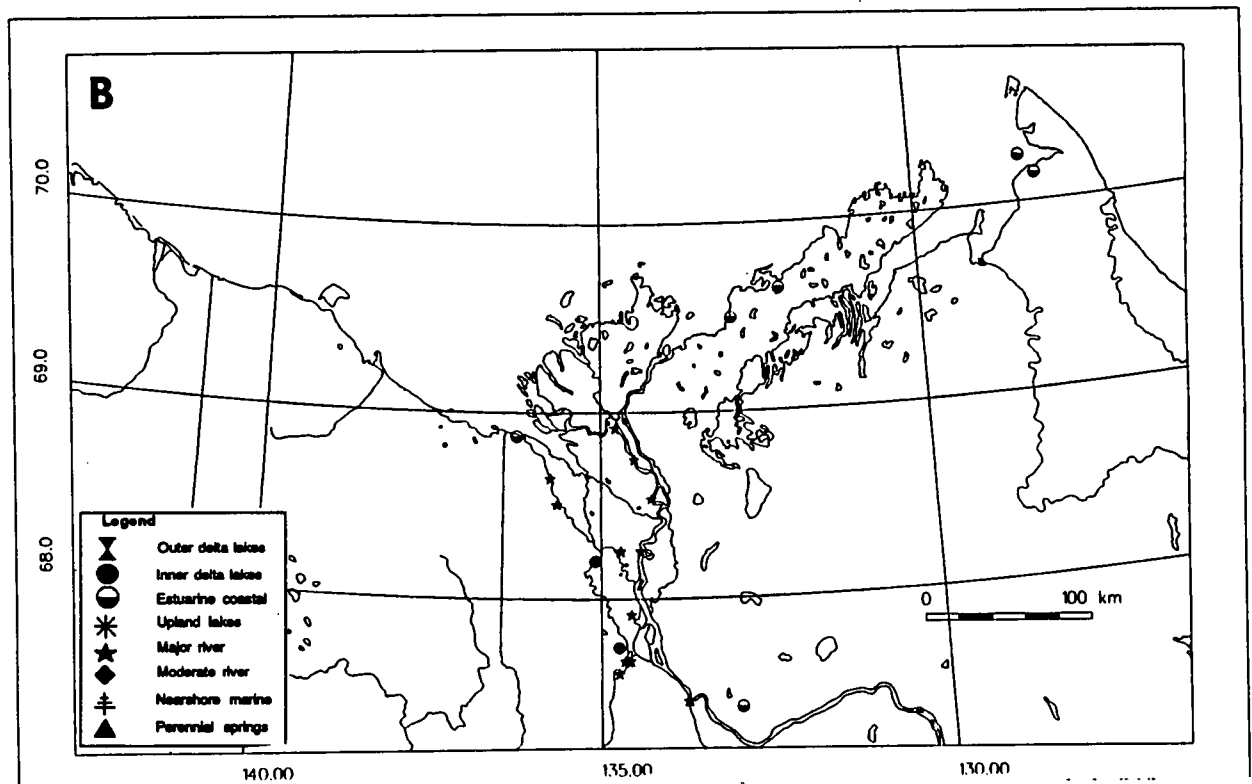 B
70.0
69.0
68.0
Legend
Outer delta lakes
Inner delta lakes
Estuarine coastal
Upland lakes
Major river
Moderate river
Nearshore marine
Perennial springs
0 100 km
140.00 135.00 130.00